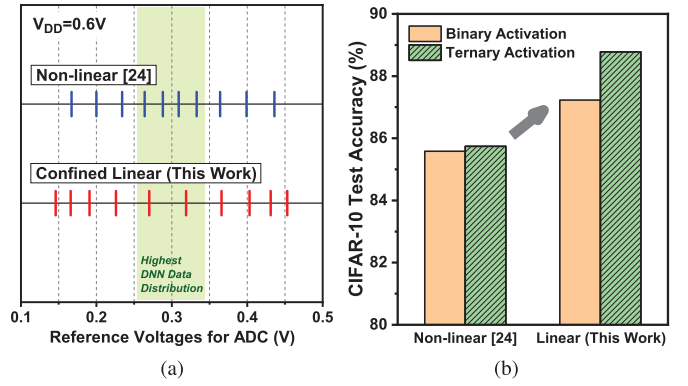 V_DD=0.6V
Non-linear [24]
Confined Linear (This Work)
Highest
DNN Data
Distribution
0.1 0.2 0.3 0.4 0.5
Reference Voltages for ADC (V)
(a)
90
88
86
84
82
80
CIFAR-10 Test Accuracy (%)
Binary Activation
Ternary Activation
Non-linear [24] Linear (This Work)
(b)